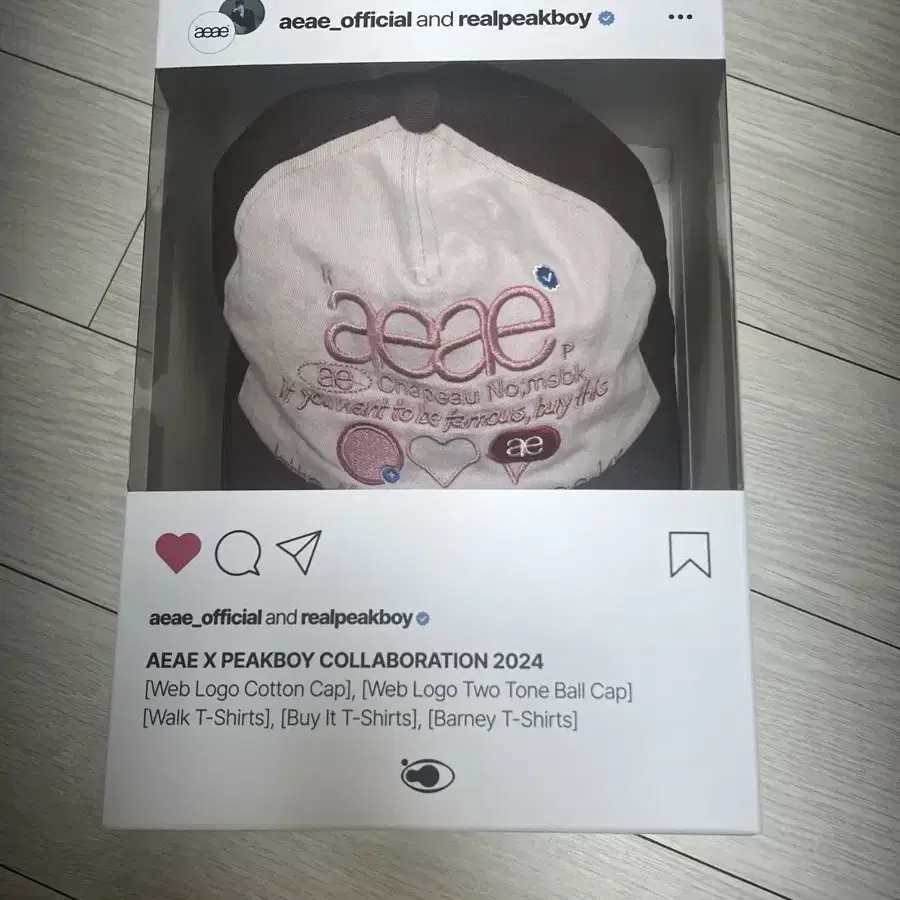 aeae
aeae_official and realpeakboy
aeae
P
ae Chapeau No;msbk
If you want to be famous, buy this
ae
aeae_official and realpeakboy
AEAE X PEAKBOY COLLABORATION 2024
[Web Logo Cotton Cap], [Web Logo Two Tone Ball Cap]
[Walk T-Shirts], [Buy It T-Shirts], [Barney T-Shirts]